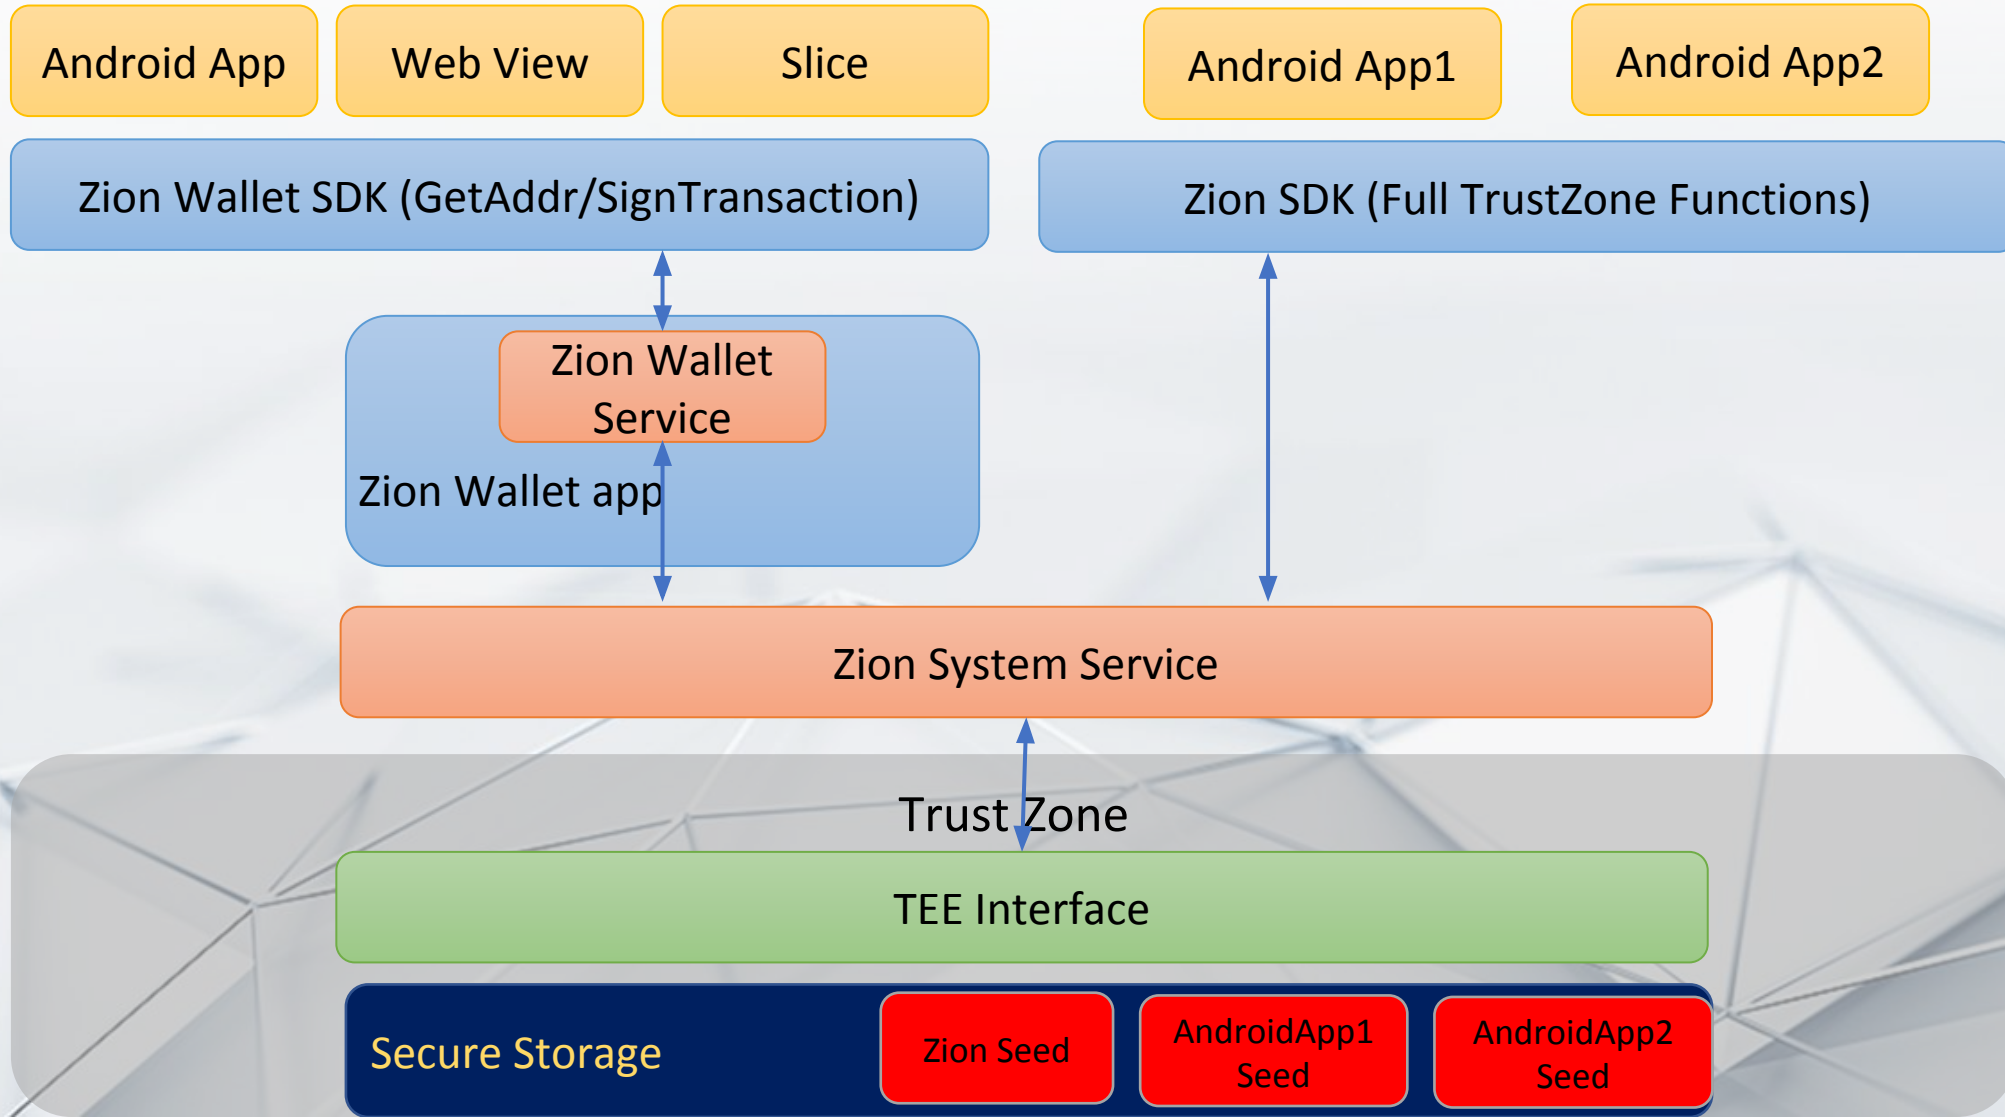 Android App
Web View
Slice
Android App1
Android App2
Zion Wallet SDK (GetAddr/SignTransaction)
Zion SDK (Full TrustZone Functions)
Zion Wallet
Service
Zion Wallet app
Zion System Service
Trust Zone
TEE Interface
Secure Storage
Zion Seed
AndroidApp1
Seed
AndroidApp2
Seed